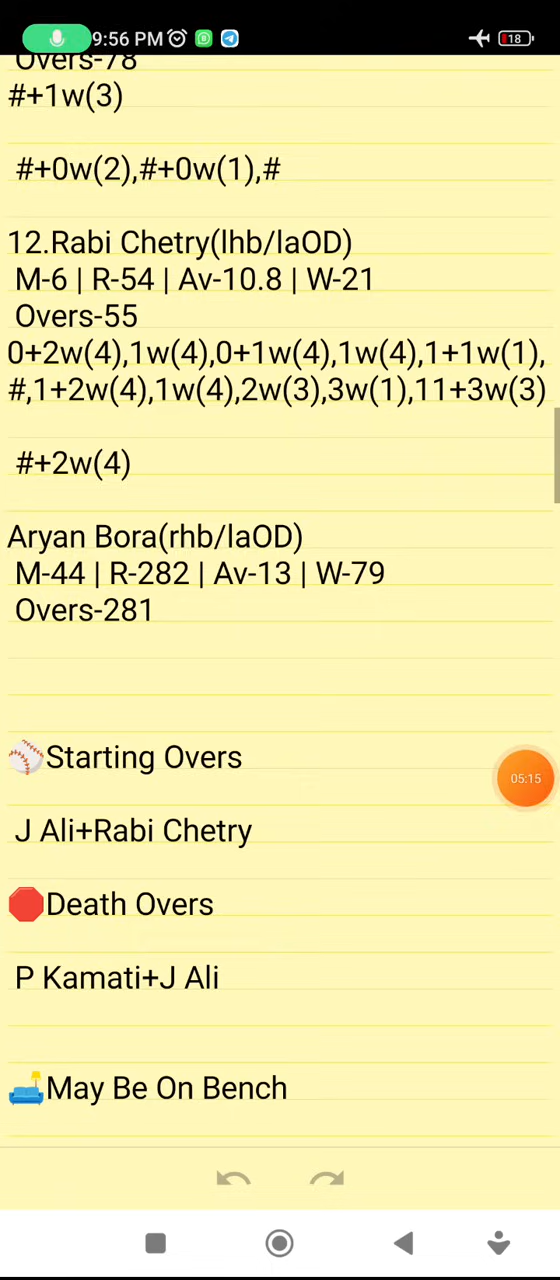 9:56 PM
18
Overs-78
#+1w(3)
#+0w(2),#+0w(1),#
12.Rabi Chetry(lhb/laOD)
M-6 | R-54 | Av-10.8 | W-21
Overs-55
0+2w(4),1w(4),0+1w(4),1w(4),1+1w(1),
#,1+2w(4),1w(4),2w(3),3w(1),11+3w(3)
#+2w(4)
Aryan Bora(rhb/laOD)
M-44 | R-282 | Av-13 | W-79
Overs-281
⚾Starting Overs
05:15
J Ali+Rabi Chetry
🛑Death Overs
P Kamati+J Ali
🛋️May Be On Bench